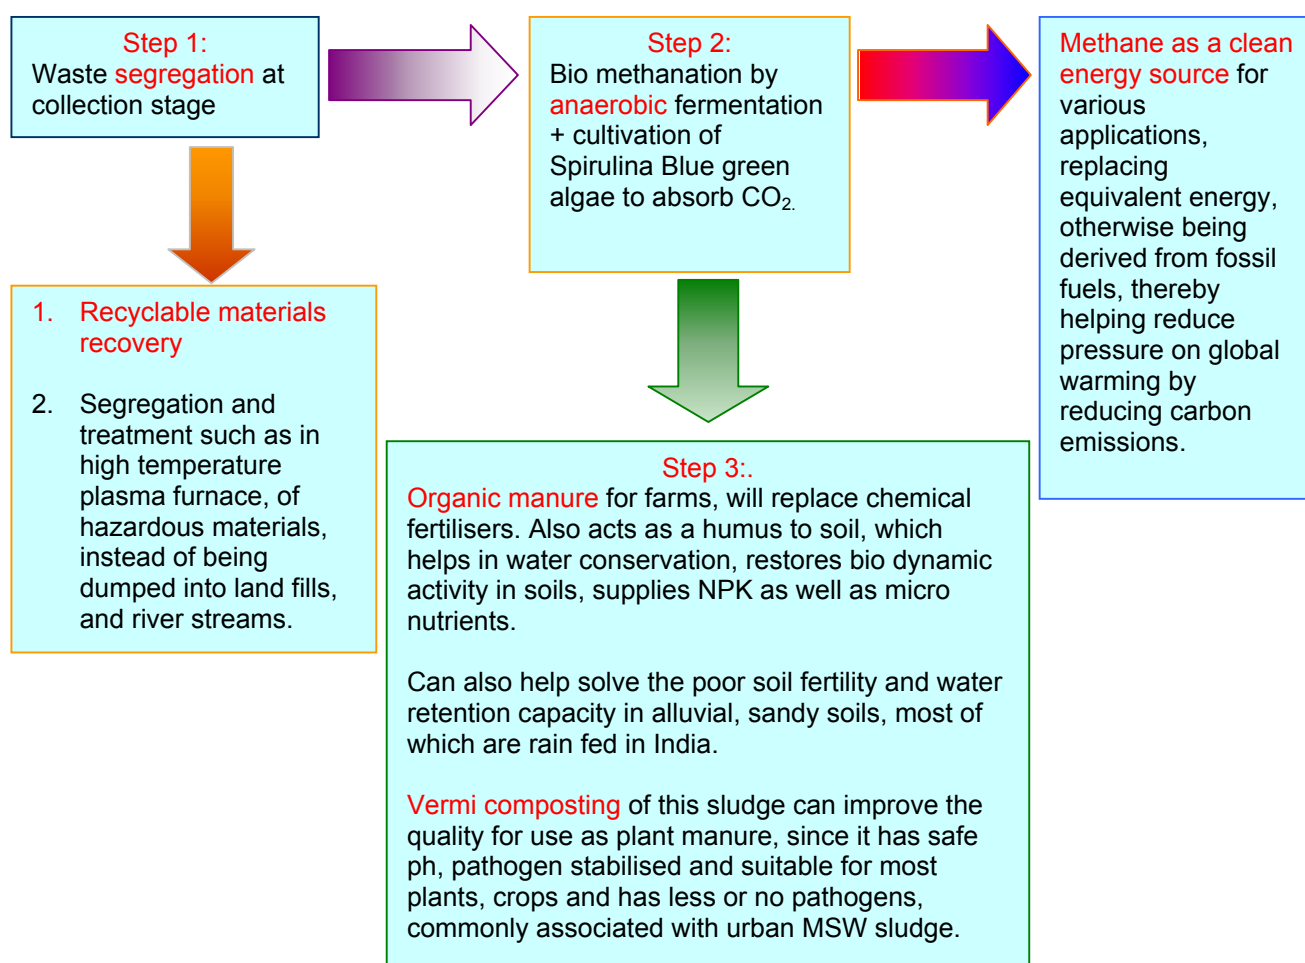 Step 1:
Waste segregation at
collection stage
Step 2:
Bio methanation by
anaerobic fermentation
+ cultivation of
Spirulina Blue green
algae to absorb CO₂.
Methane as a clean
energy source for
various
applications,
replacing
equivalent energy,
otherwise being
derived from fossil
fuels, thereby
helping reduce
pressure on global
warming by
reducing carbon
emissions.
1. Recyclable materials
recovery
2. Segregation and
treatment such as in
high temperature
plasma furnace, of
hazardous materials,
instead of being
dumped into land fills,
and river streams.
Step 3:.
Organic manure for farms, will replace chemical
fertilisers. Also acts as a humus to soil, which
helps in water conservation, restores bio dynamic
activity in soils, supplies NPK as well as micro
nutrients.
Can also help solve the poor soil fertility and water
retention capacity in alluvial, sandy soils, most of
which are rain fed in India.
Vermi composting of this sludge can improve the
quality for use as plant manure, since it has safe
ph, pathogen stabilised and suitable for most
plants, crops and has less or no pathogens,
commonly associated with urban MSW sludge.